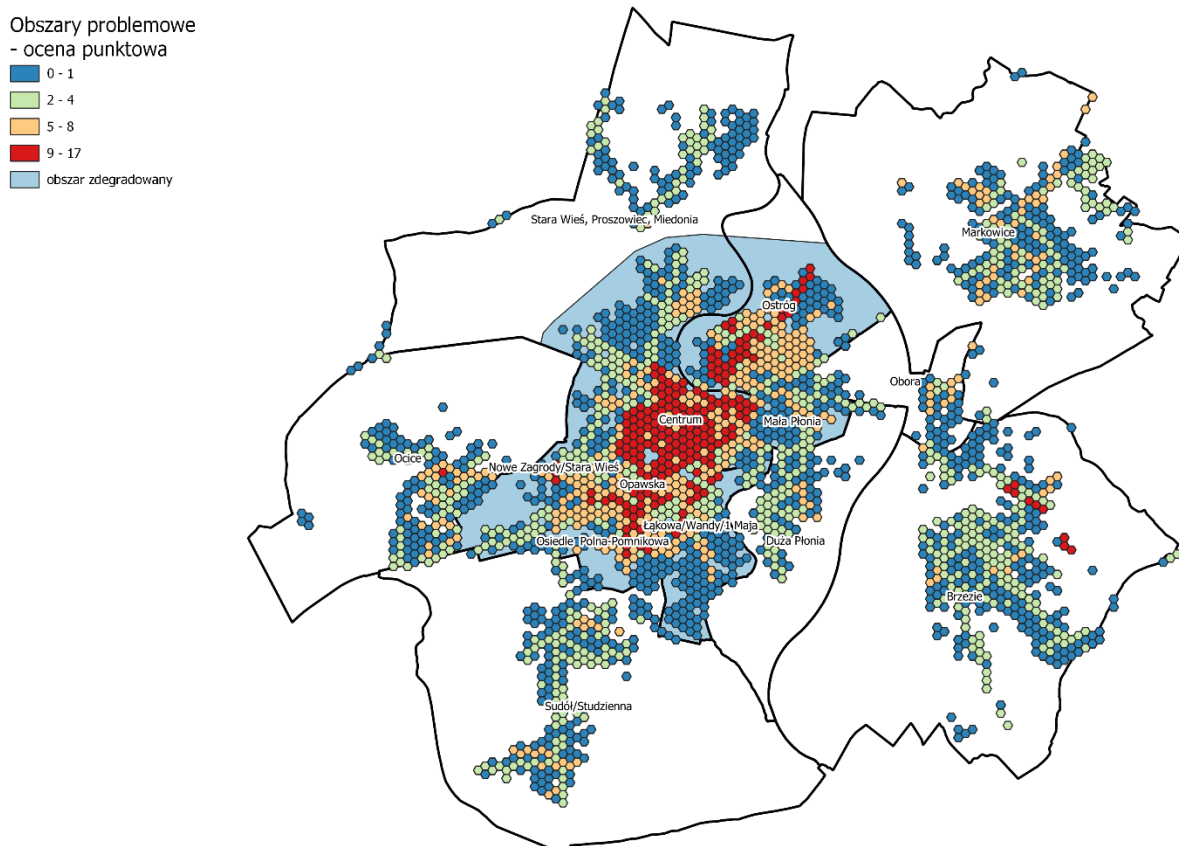 Obszary problemowe
- ocena punktowa
0 - 1
2 - 4
5 - 8
9 - 17
obszar zdegradowany
Stara Wieś, Proszowiec, Miedonia
Markowice
Ostróg
Obora
Centrum
Mała Płonia
Ocice
Nowe Zagrody/Stara Wieś
Opawska
Łąkowa/Wandy/1 Maja
Osiedle Polna-Pomnikowa
Duża Płonia
Brzezie
Sudół/Studzienna